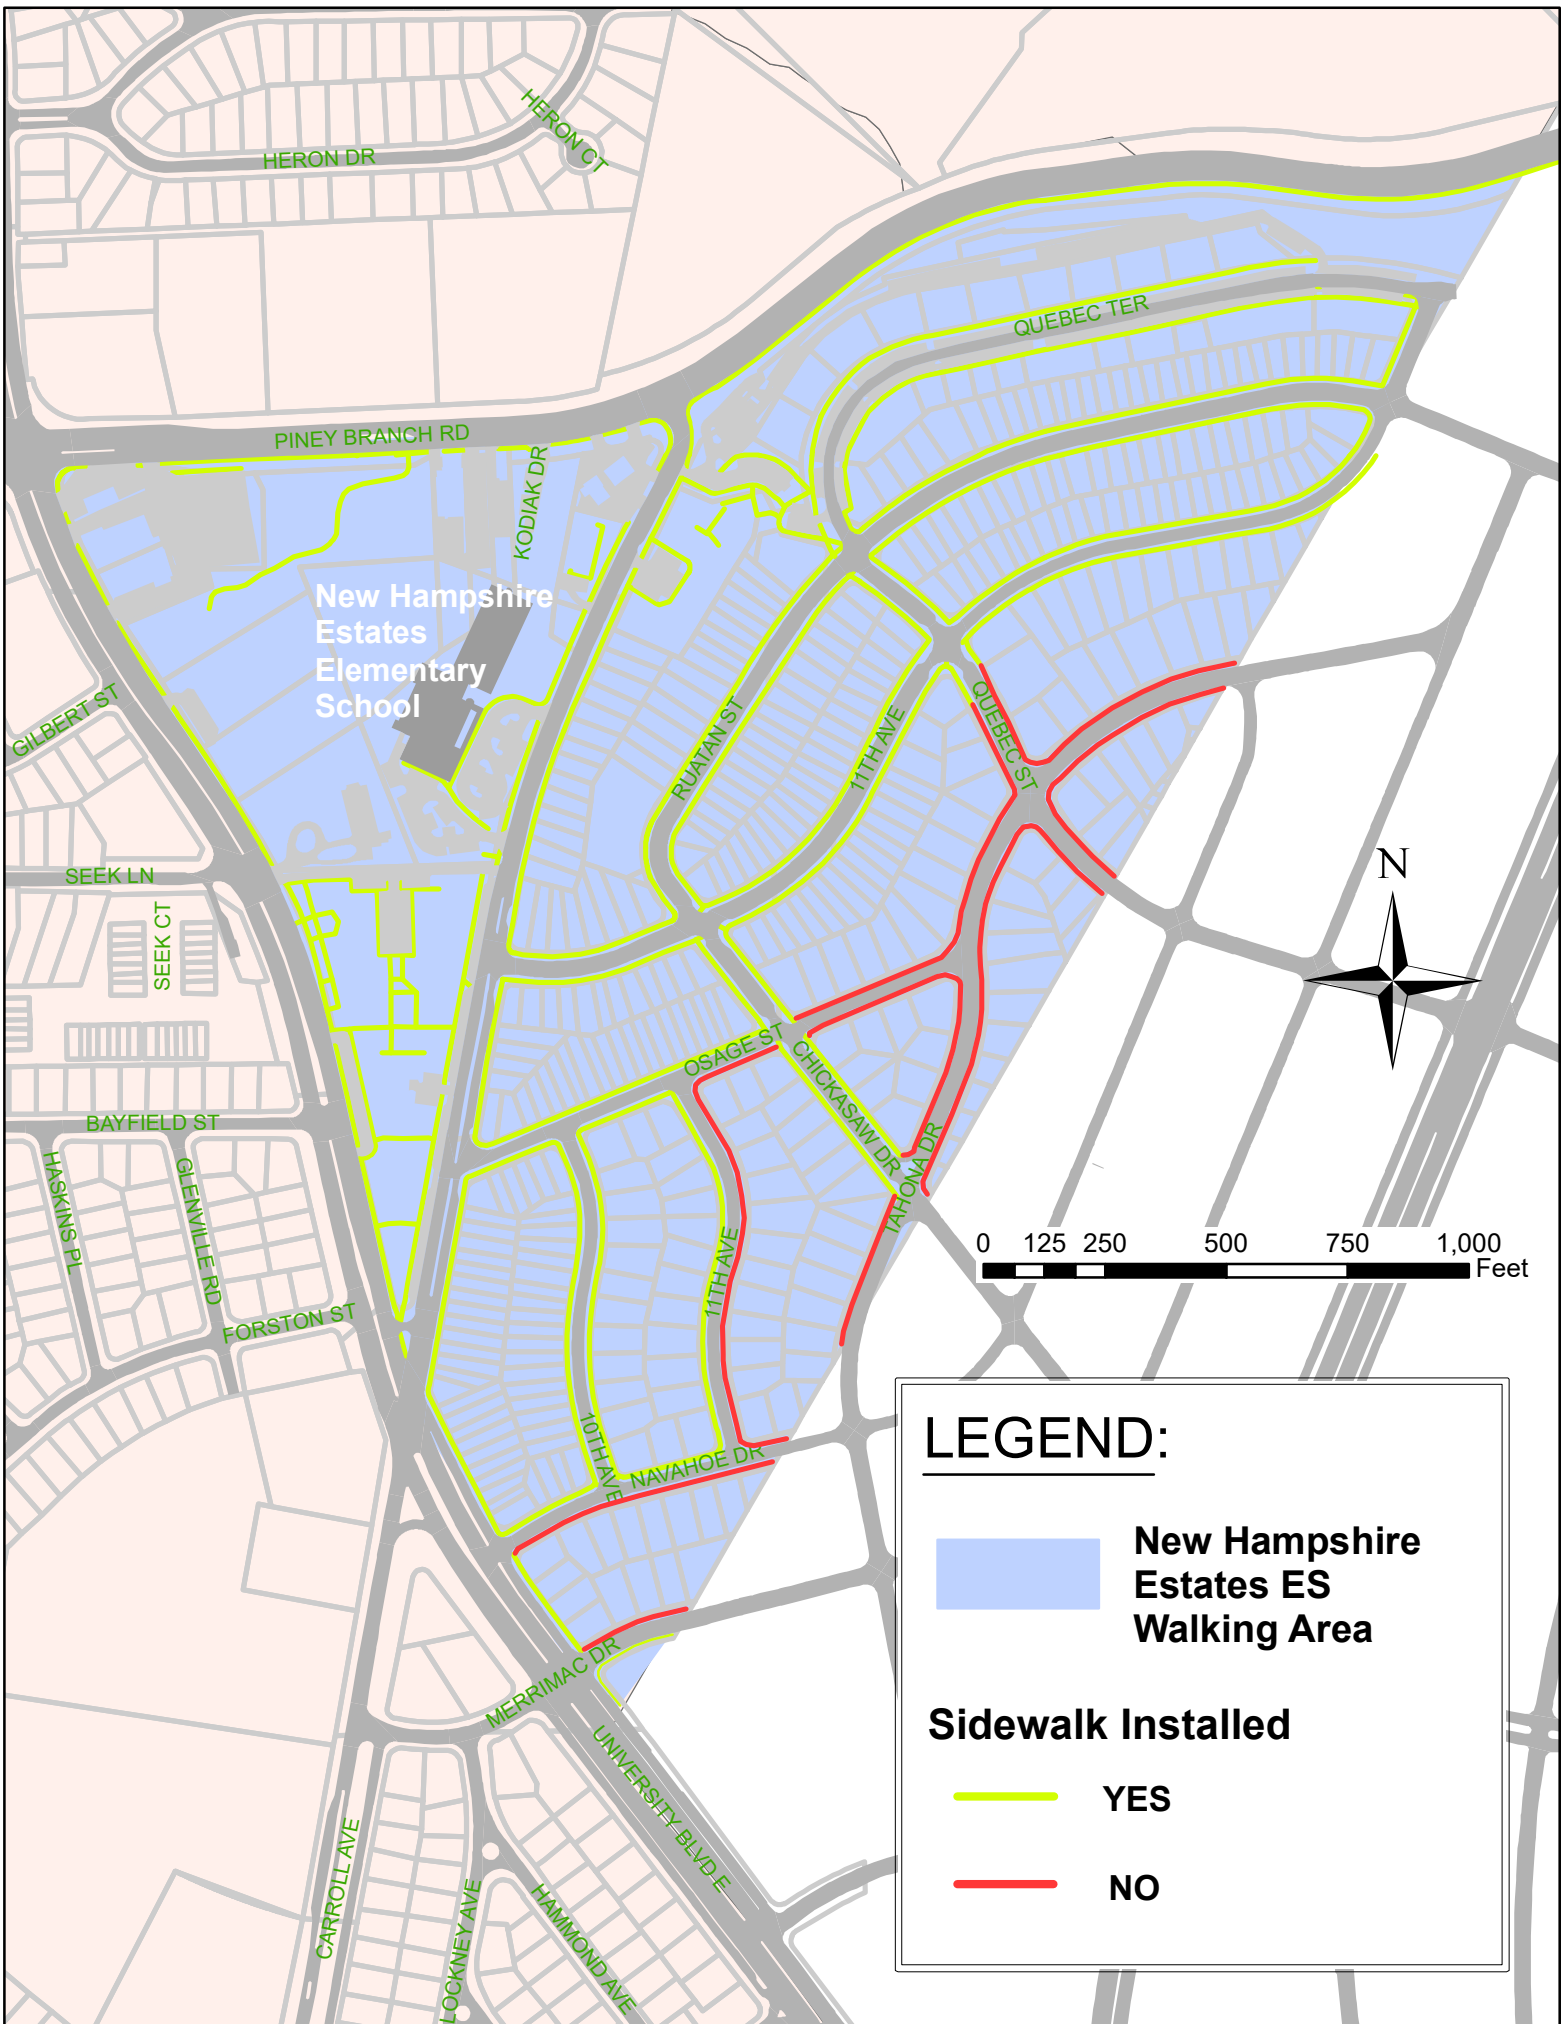 HERON CT
HERON DR
QUEBEC TER
PINEY BRANCH RD
KODIAK DR
New Hampshire
Estates
Elementary
School
GILBERT ST
RUATAN ST
11TH AVE
QUEBEC ST
SEEK LN
SEEK CT
N
OSAGE ST
CHICKASAW DR
BAYFIELD ST
HASKINS PL
GLENVILLE RD
TAHONA DR
FORSTON ST
11TH AVE
0 125 250 500 750 1,000
Feet
10TH AVE
NAVAHOE DR
MERRIMAC DR
UNIVERSITY BLVD E
CARROLL AVE
LOCKNEY AVE
HAMMOND AVE
LEGEND:
New Hampshire
Estates ES
Walking Area
Sidewalk Installed
YES
NO